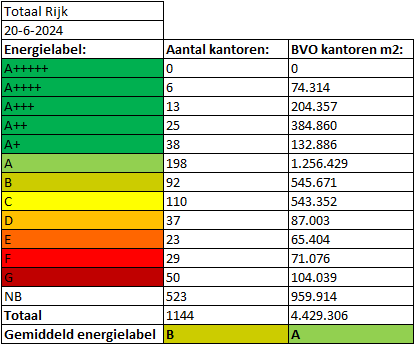 Totaal Rijk
20-6-2024
Energielabel: Aantal kantoren: BVO kantoren m2:
A+++++ 0 0
A++++ 6 74.314
A+++ 13 204.357
A++ 25 384.860
A+ 38 132.886
A 198 1.256.429
B 92 545.671
C 110 543.352
D 37 87.003
E 23 65.404
F 29 71.076
G 50 104.039
NB 523 959.914
Totaal 1144 4.429.306
Gemiddeld energielabel B A